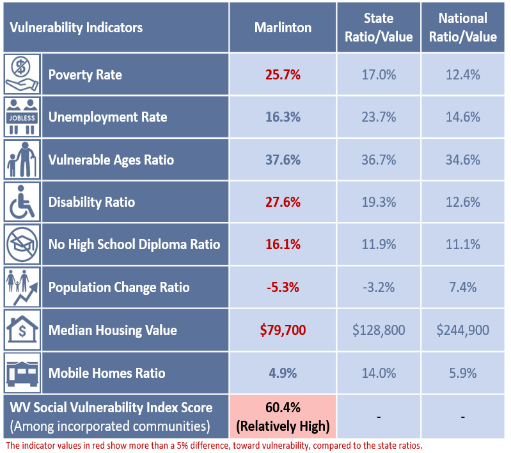 Vulnerability Indicators Marlinton State Ratio/Value National Ratio/Value
Poverty Rate 25.7% 17.0% 12.4%
JOBLESS
Unemployment Rate 16.3% 23.7% 14.6%
Vulnerable Ages Ratio 37.6% 36.7% 34.6%
Disability Ratio 27.6% 19.3% 12.6%
No High School Diploma Ratio 16.1% 11.9% 11.1%
Population Change Ratio -5.3% -3.2% 7.4%
Median Housing Value $79,700 $128,800 $244,900
Mobile Homes Ratio 4.9% 14.0% 5.9%
WV Social Vulnerability Index Score 60.4% - -
(Among incorporated communities) (Relatively High)
The indicator values in red show more than a 5% difference, toward vulnerability, compared to the state ratios.